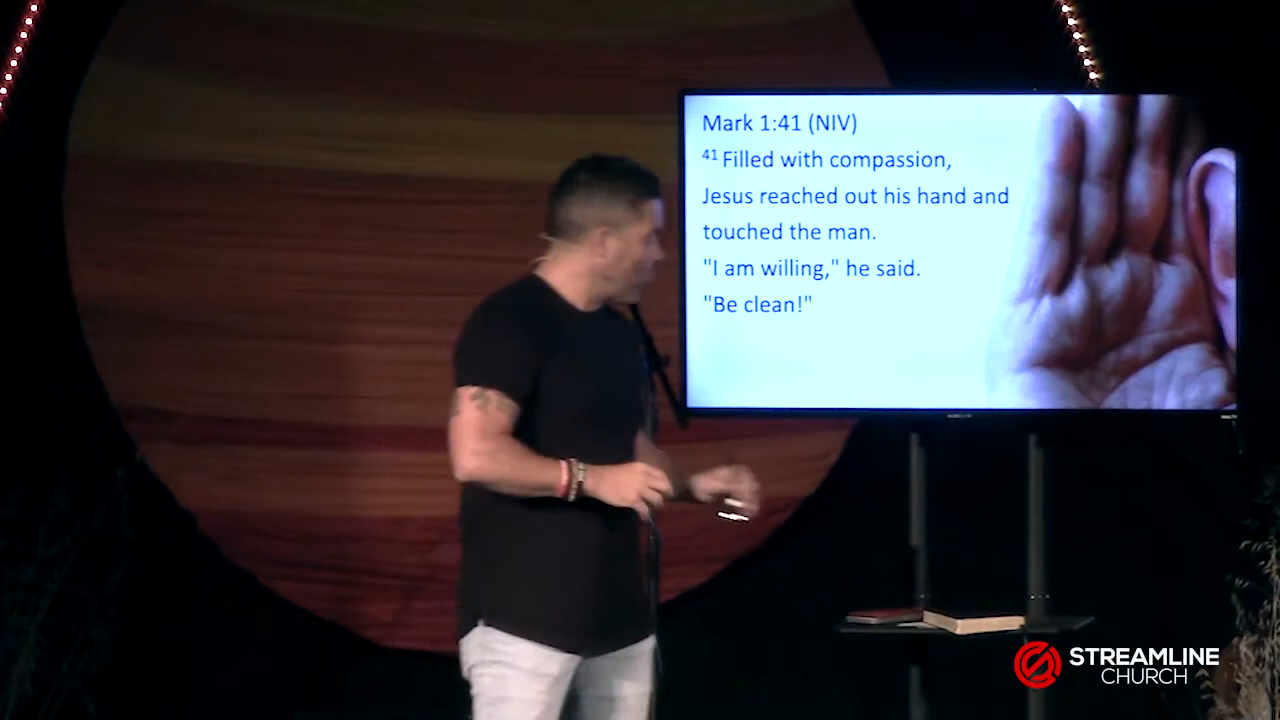 Mark 1:41 (NIV)
41 Filled with compassion,
Jesus reached out his hand and
touched the man.
"I am willing," he said.
"Be clean!"
STREAMLINE
CHURCH